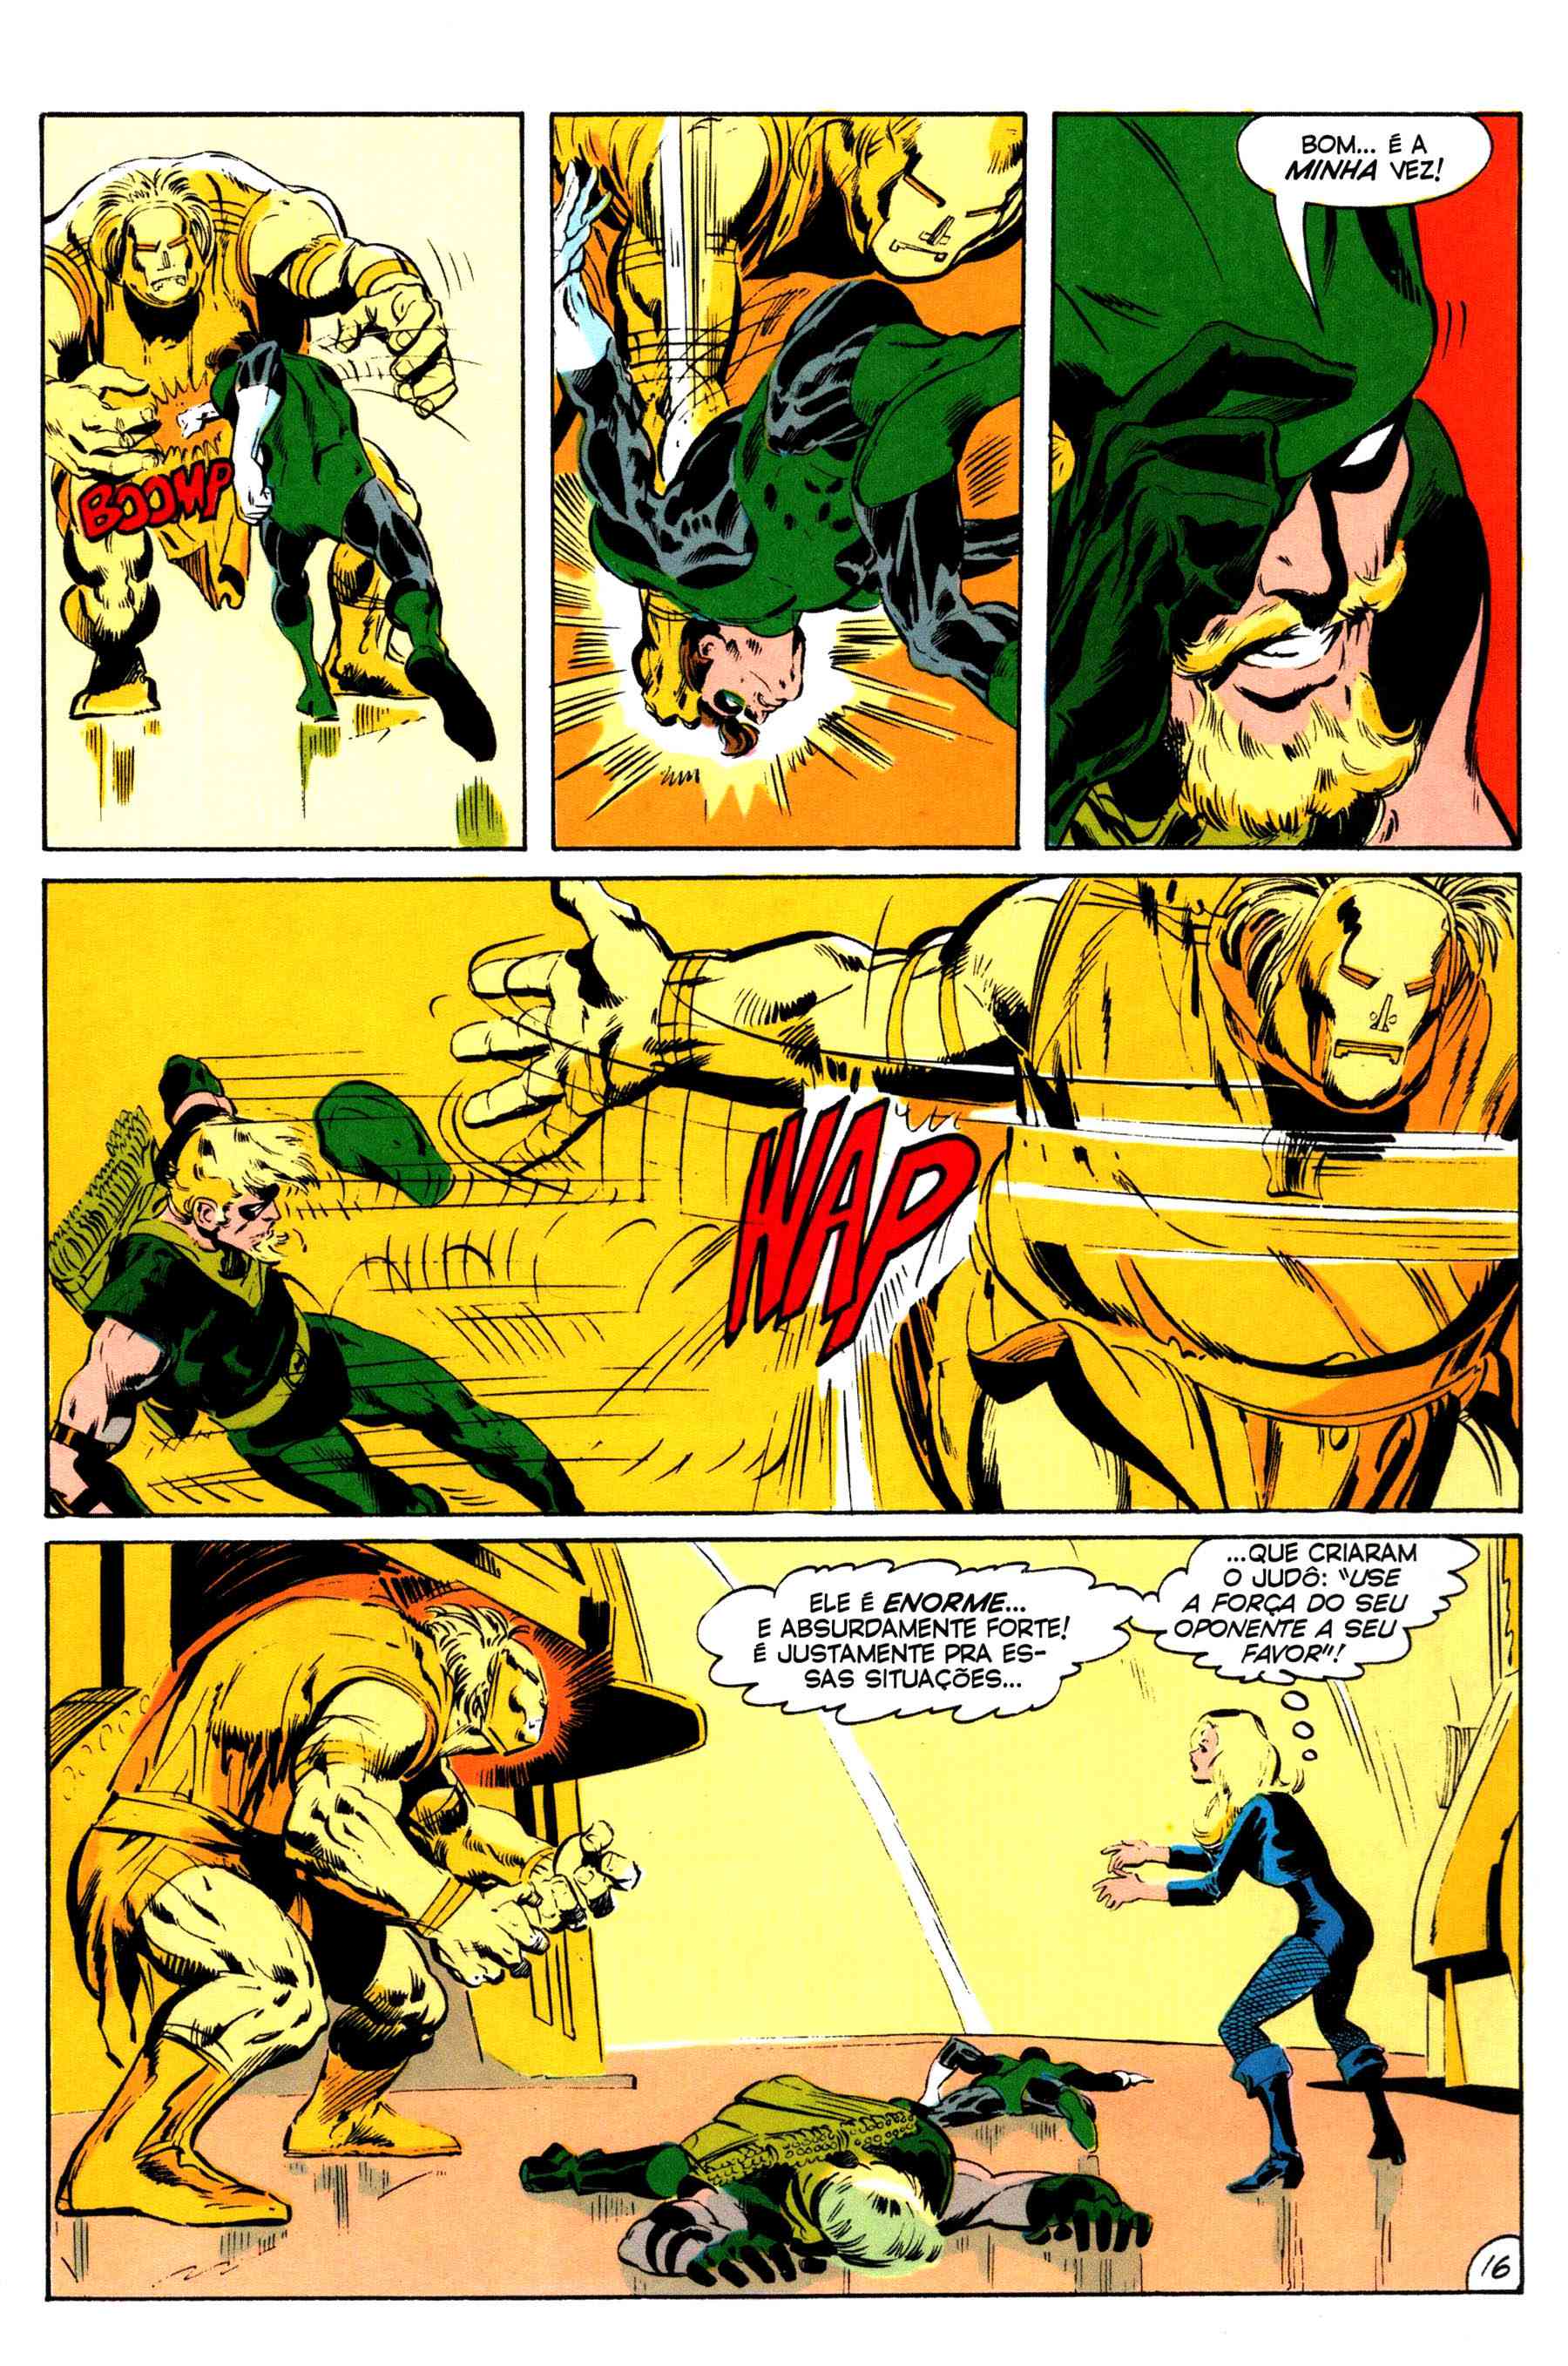 BOOMP
BOM... É A
MINHA VEZ!
WAP
ELE É ENORME...
E ABSURDAMENTE FORTE!
É JUSTAMENTE PRA ES-
SAS SITUAÇÕES...
...QUE CRIARAM
O JUDÔ: "USE
A FORÇA DO SEU
OPONENTE A SEU
FAVOR"!
16